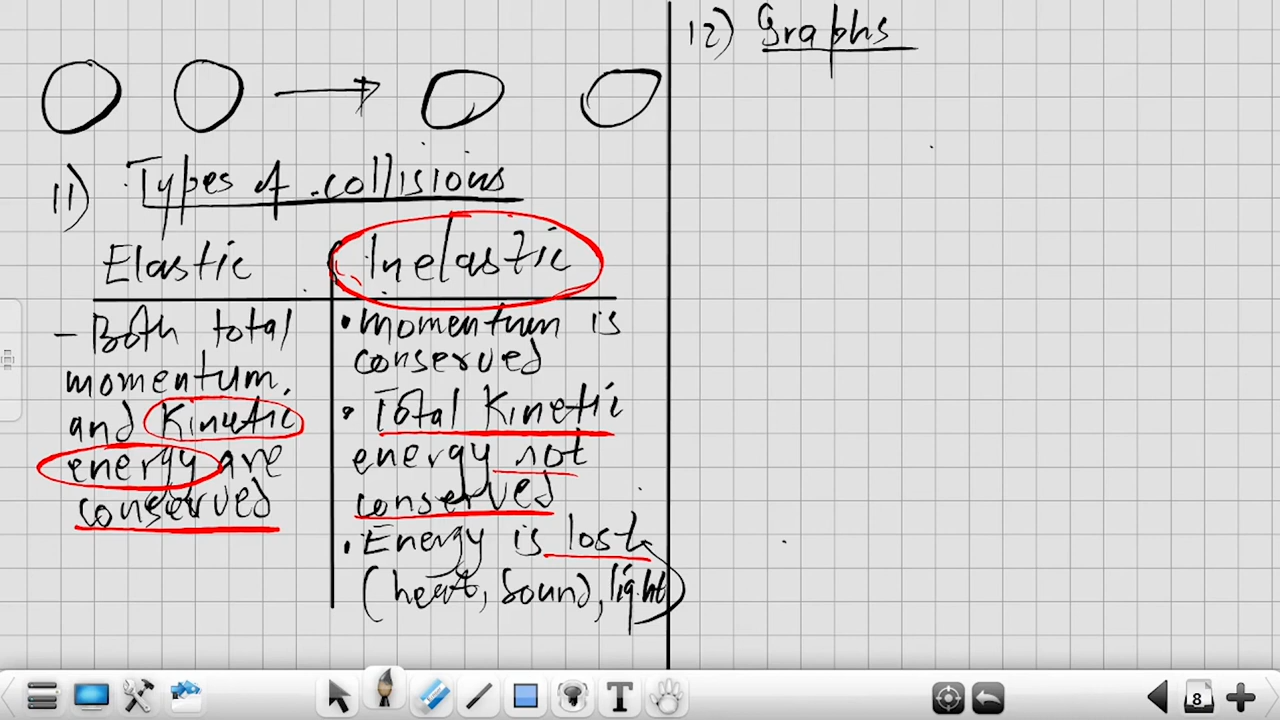 11) Types of collisions
Elastic
- Both total
momentum,
and Kinetic
energy are
conserved
Inelastic
• momentum is
conserved
• Total Kinetic
energy not
conserved
• Energy is lost
(heat, sound, light)
12) Graphs
T
8